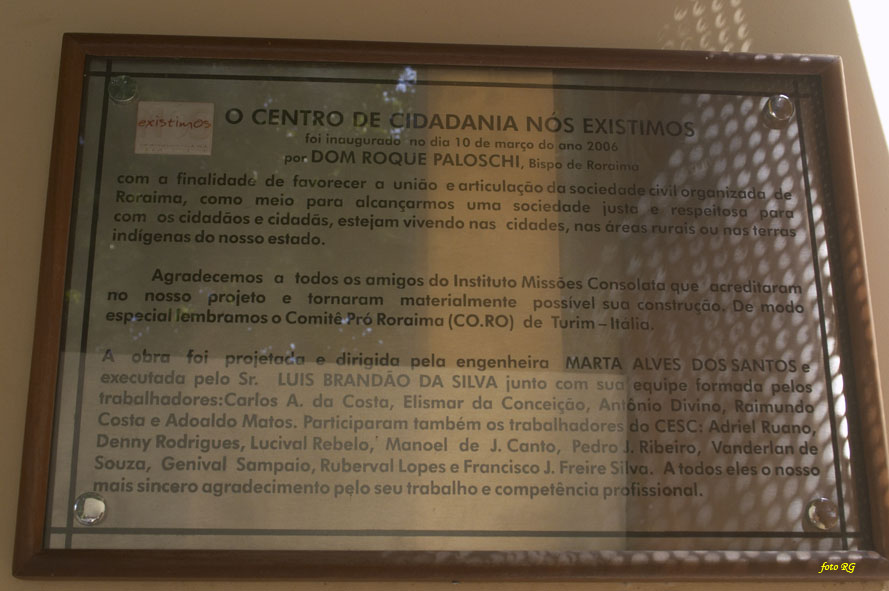 existimos
O CENTRO DE CIDADANIA NÓS EXISTIMOS
foi inaugurado no dia 10 de março do ano 2006
por DOM ROQUE PALOSCHI, Bispo de Roraima
com a finalidade de favorecer a união e articulação da sociedade civil organizada de
Roraima, como meio para alcançarmos uma sociedade justa e respeitosa para
com os cidadãos e cidadãs, estejam vivendo nas cidades, nas áreas rurais ou nas terras
indígenas do nosso estado.
Agradecemos a todos os amigos do Instituto Missões Consolata que acreditaram
no nosso projeto e tornaram materialmente possível sua construção. De modo
especial lembramos o Comitê Pró Roraima (CO.RO) de Turim – Itália.
A obra foi projetada e dirigida pela engenheira MARTA ALVES DOS SANTOS e
executada pelo Sr. LUIS BRANDÃO DA SILVA junto com sua equipe formada pelos
trabalhadores:Carlos A. da Costa, Elismar da Conceição, Antônio Divino, Raimundo
Costa e Adoaldo Matos. Participaram também os trabalhadores do CESC: Adriel Ruano,
Denny Rodrigues, Lucival Rebelo, Manoel de J. Canto, Pedro J. Ribeiro, Vanderlan de
Souza, Genival Sampaio, Ruberval Lopes e Francisco J. Freire Silva. A todos eles o nosso
mais sincero agradecimento pelo seu trabalho e competência profissional.
foto RG